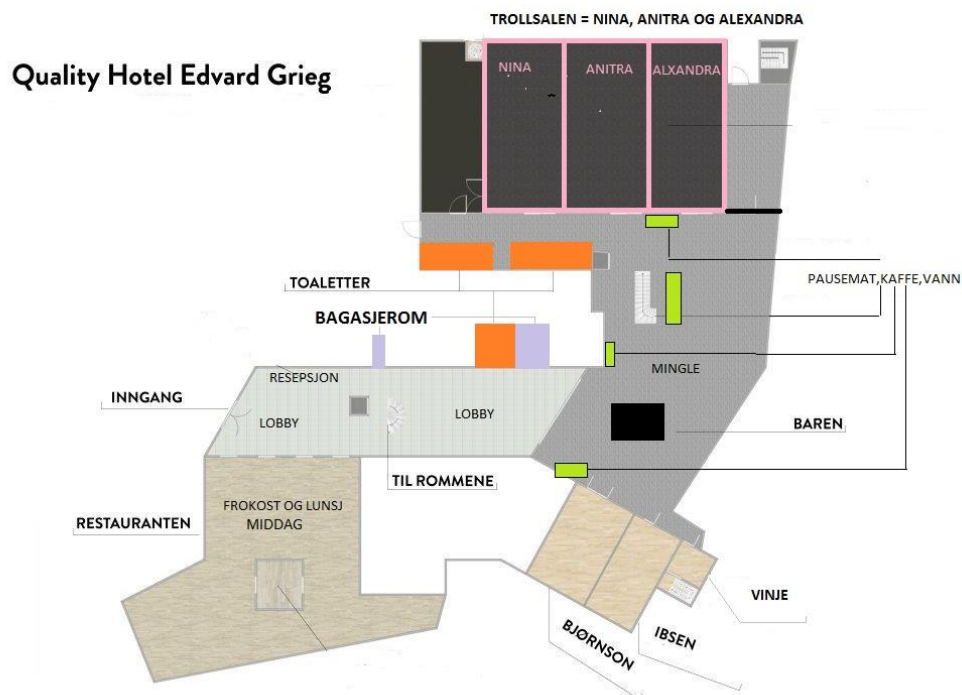 TROLLSALEN = NINA, ANITRA OG ALEXANDRA
Quality Hotel Edvard Grieg
NINA
ANITRA
ALXANDRA
TOALETTER
PAUSEMAT,KAFFE,VANN
BAGASJEROM
MINGLE
RESEPSJON
INNGANG
LOBBY
LOBBY
BAREN
TIL ROMMENE
FROKOST OG LUNSJ
MIDDAG
RESTAURANTEN
VINJE
IBSEN
BJØRNSON